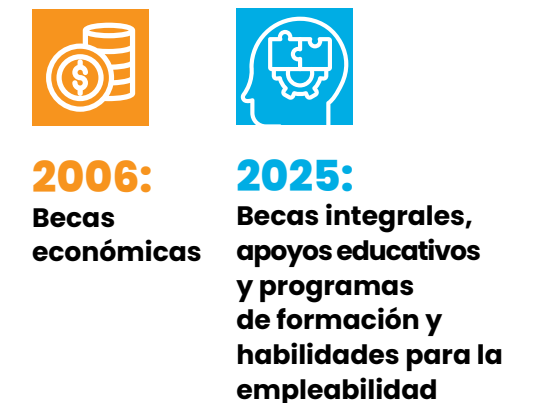 $
2006:
Becas
económicas
2025:
Becas integrales,
apoyos educativos
y programas
de formación y
habilidades para la
empleabilidad